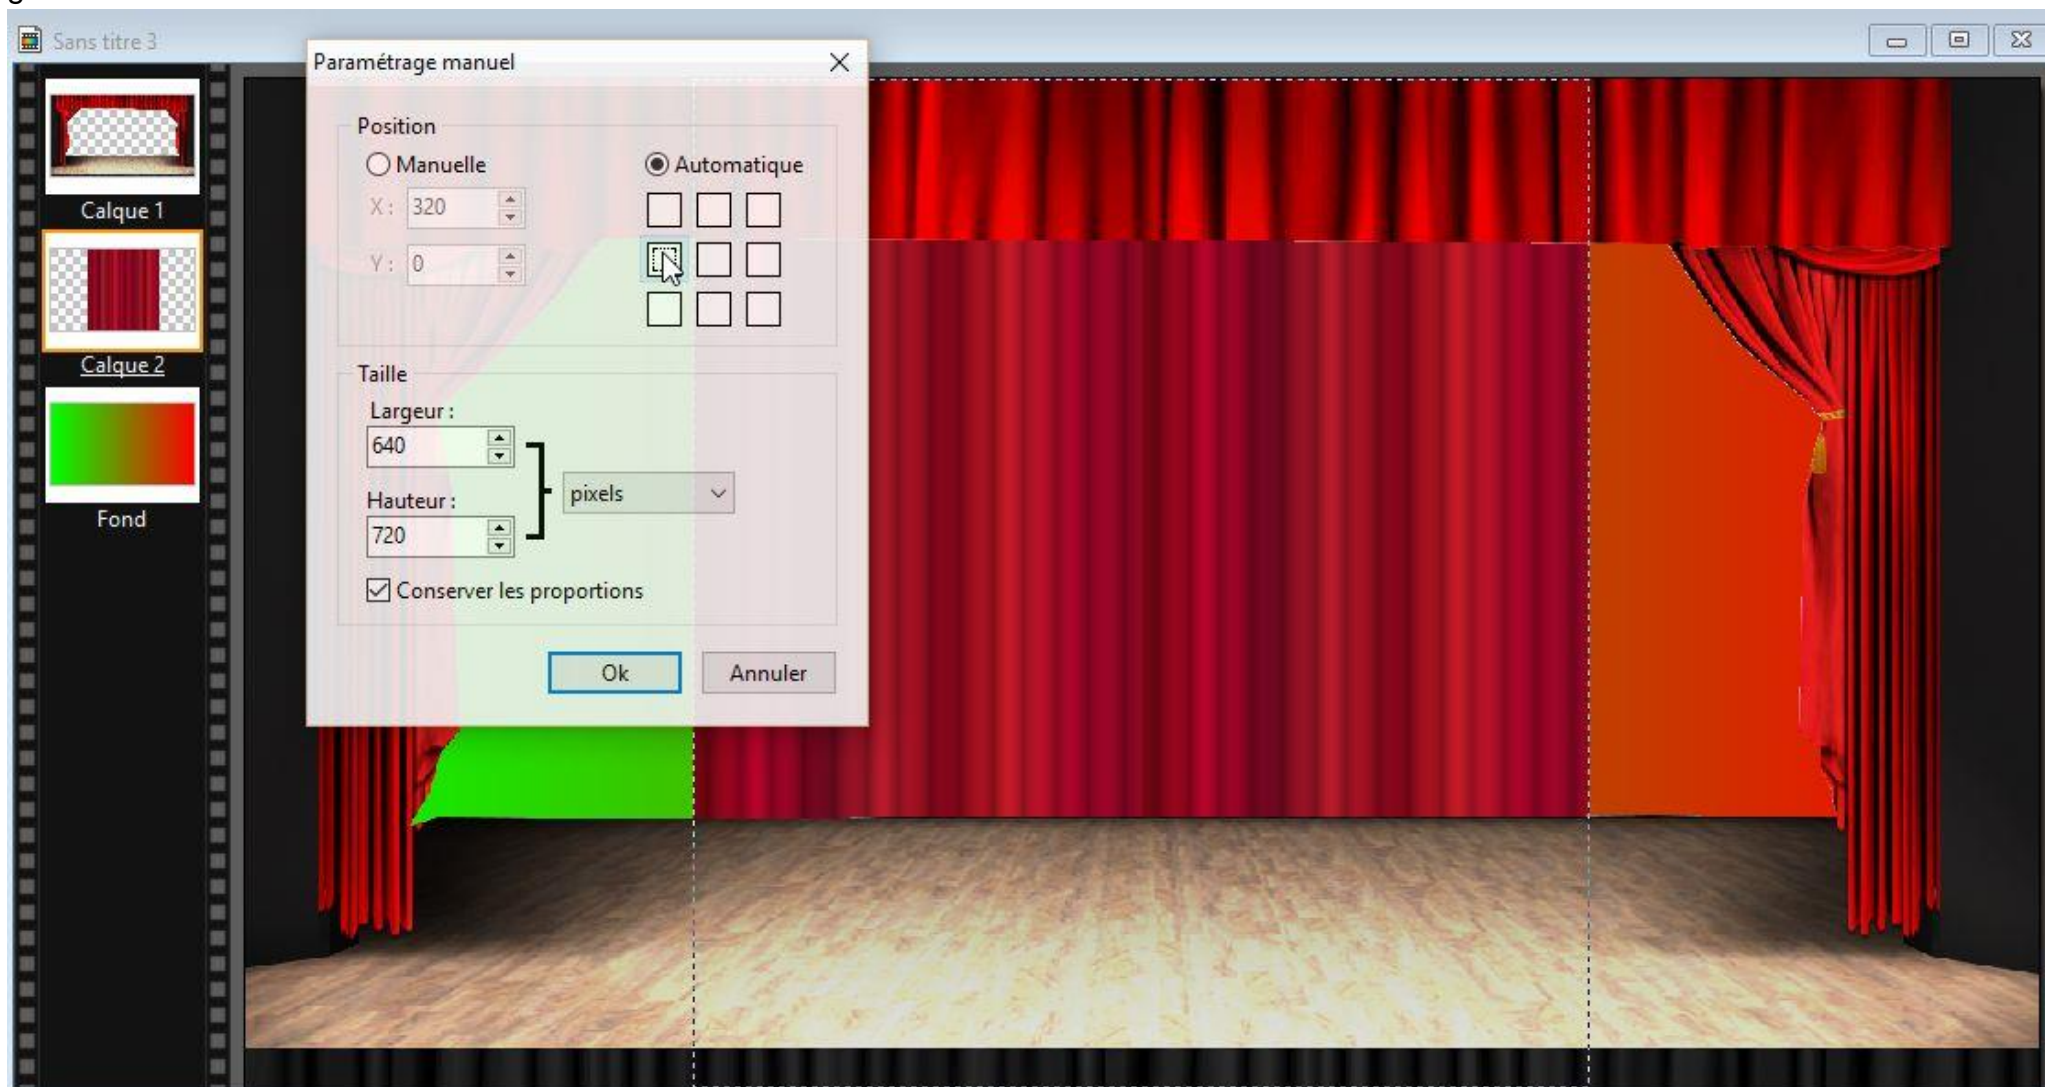 Sans titre 3
Paramétrage manuel
Position
Manuelle
Automatique
X : 320
Y : 0
Taille
Largeur :
640
pixels
Hauteur :
720
Conserver les proportions
Ok
Annuler
Calque 1
Calque 2
Fond